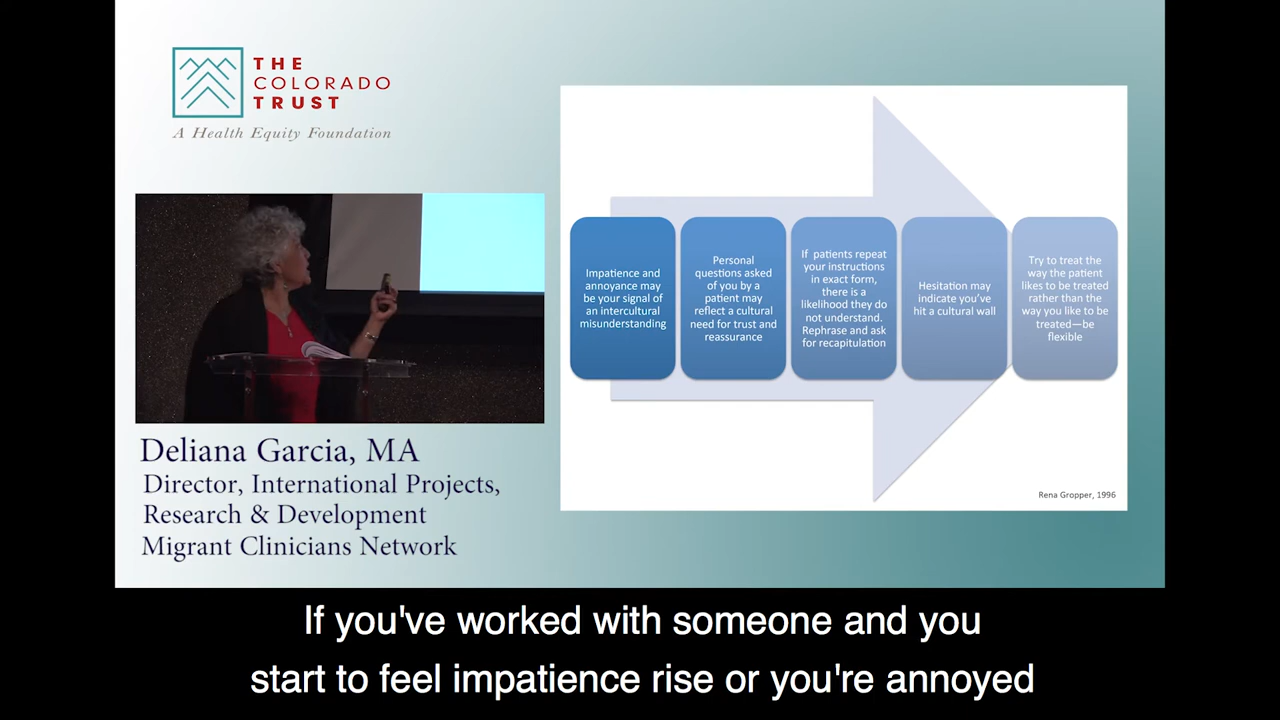 THE
COLORADO
TRUST
A Health Equity Foundation
Impatience and
annoyance may
be your signal of
an intercultural
misunderstanding
Personal
questions asked
of you by a
patient may
reflect a cultural
need for trust and
reassurance
If patients repeat
your instructions
in exact form,
there is a
likelihood they do
not understand.
Rephrase and ask
for recapitulation
Hesitation may
indicate you've
hit a cultural wall
Try to treat the
way the patient
likes to be treated
rather than the
way you like to be
treated—be
flexible
Rena Gropper, 1996
Deliana Garcia, MA
Director, International Projects,
Research & Development
Migrant Clinicians Network
If you've worked with someone and you
start to feel impatience rise or you're annoyed